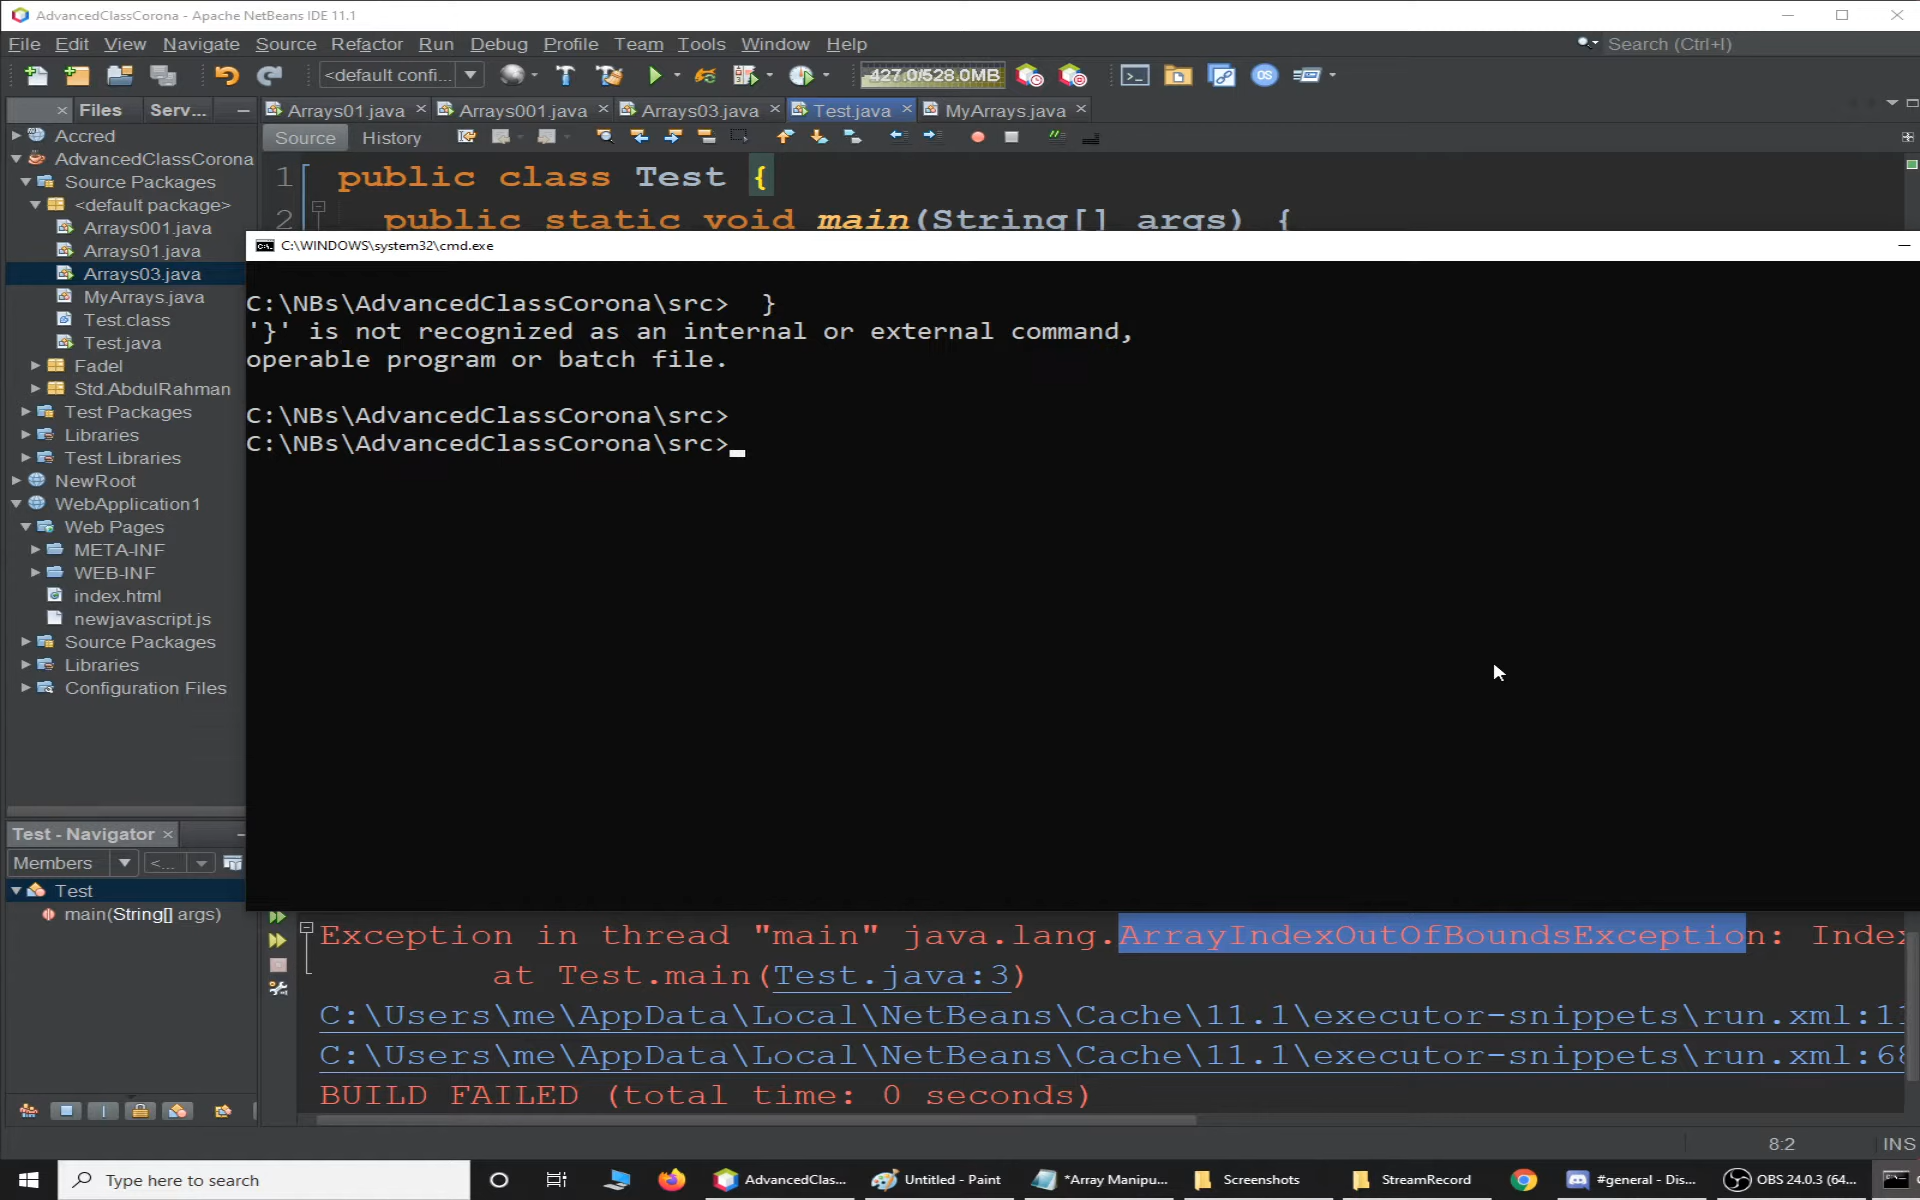 AdvancedClassCorona - Apache NetBeans IDE 11.1
File Edit View Navigate Source Refactor Run Debug Profile Team Tools Window Help
Search (Ctrl+I)
<default confi...
427.0/528.0MB
Files
Serv...
Arrays01.java
Arrays001.java
Arrays03.java
Test.java
MyArrays.java
Source
History
Accred
AdvancedClassCorona
Source Packages
<default package>
Arrays001.java
Arrays01.java
Arrays03.java
MyArrays.java
Test.class
Test.java
Fadel
Std.AbdulRahman
Test Packages
Libraries
Test Libraries
NewRoot
WebApplication1
Web Pages
META-INF
WEB-INF
index.html
newjavascript.js
Source Packages
Libraries
Configuration Files
1 public class Test {
2 public static void main(String[] args) {
C:\WINDOWS\system32\cmd.exe
C:\NBs\AdvancedClassCorona\src>  }
'}' is not recognized as an internal or external command,
operable program or batch file.
C:\NBs\AdvancedClassCorona\src>
C:\NBs\AdvancedClassCorona\src>
Test - Navigator
Members
<...
Test
main(String[] args)
Exception in thread "main" java.lang.ArrayIndexOutOfBoundsException: Index
at Test.main(Test.java:3)
C:\Users\me\AppData\Local\NetBeans\Cache\11.1\executor-snippets\run.xml:11
C:\Users\me\AppData\Local\NetBeans\Cache\11.1\executor-snippets\run.xml:68
BUILD FAILED (total time: 0 seconds)
8:2
INS
Type here to search
AdvancedClas...
Untitled - Paint
*Array Manipu...
Screenshots
StreamRecord
#general - Dis...
OBS 24.0.3 (64...